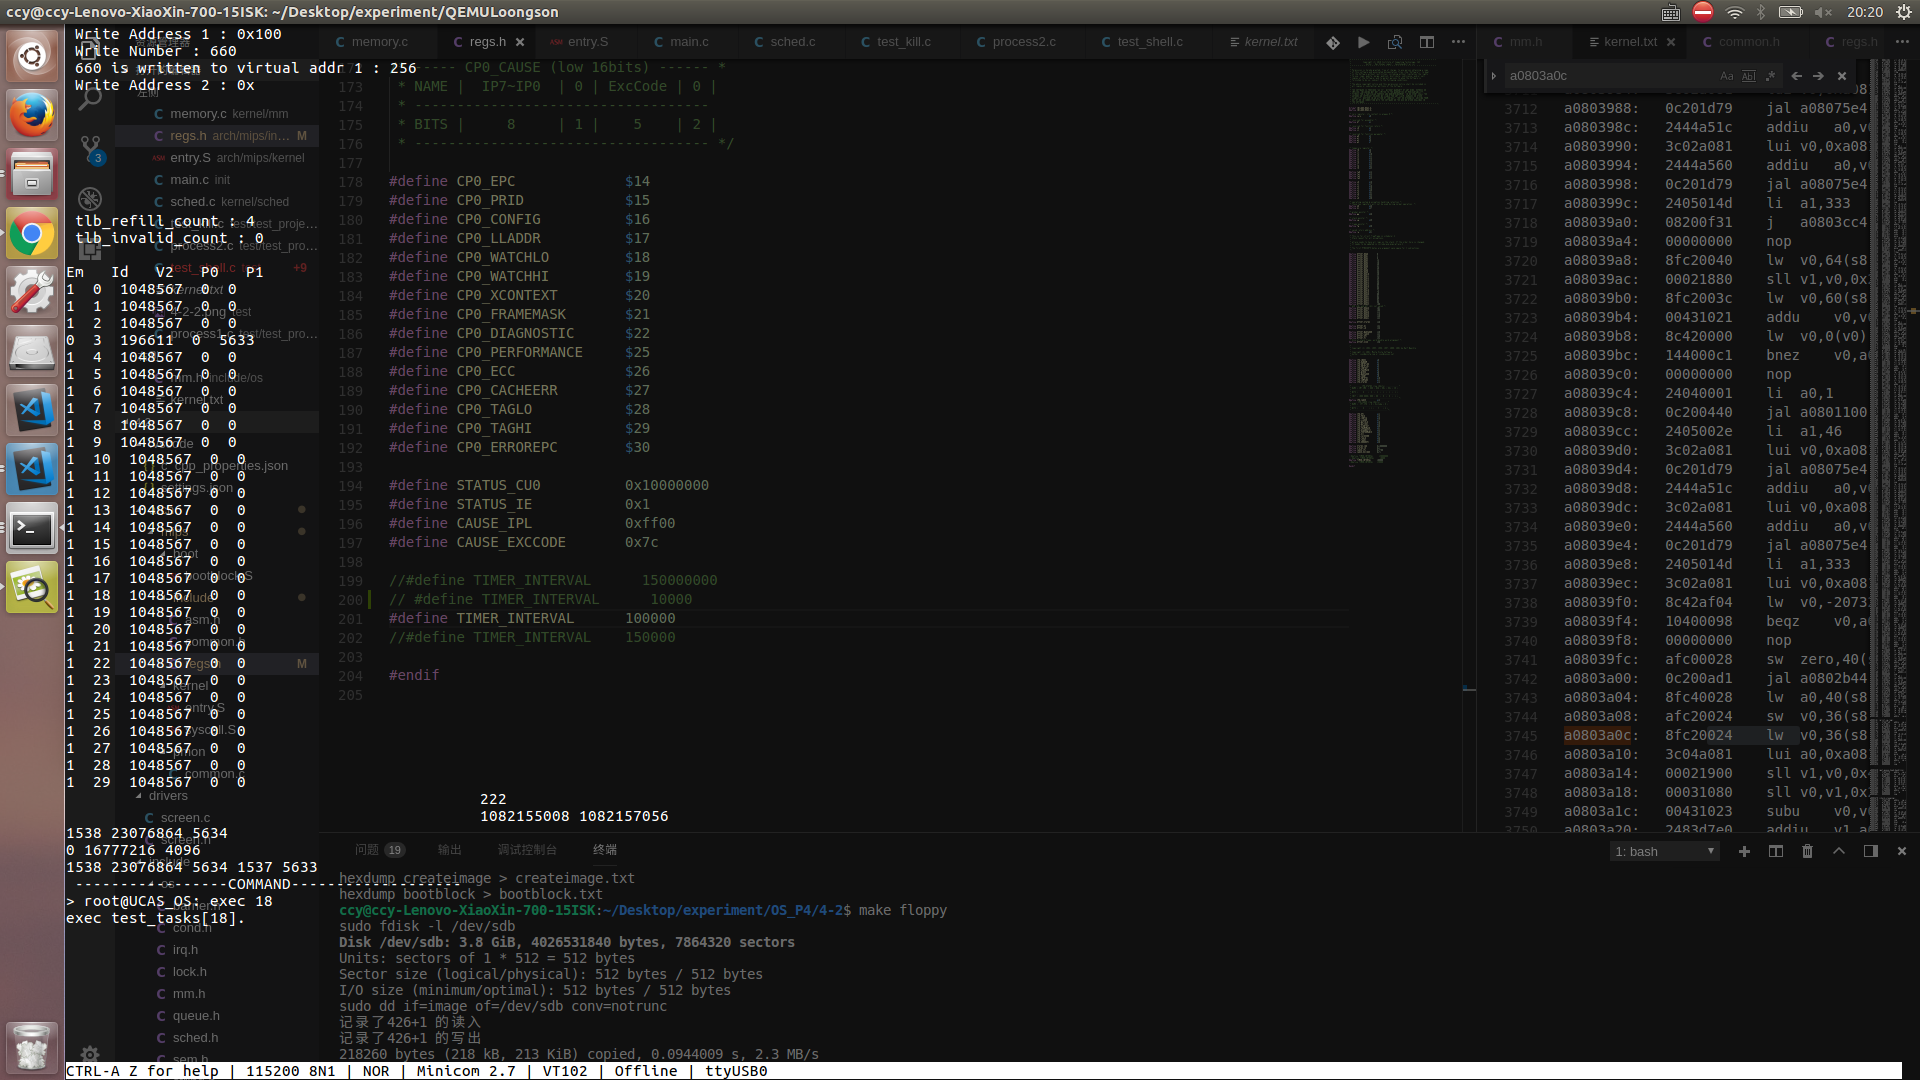 ccy@ccy-Lenovo-XiaoXin-700-15ISK: ~/Desktop/experiment/QEMULoongson
20:20
Write Address 1 : 0x100
Write Number : 660
660 is written to virtual addr 1 : 256
Write Address 2 : 0x
tlb_refill_count : 4
tlb_invalid_count : 0
Em Id V2 P0 P1
1 0 1048567 0 0
1 1 1048567 0 0
1 2 1048567 0 0
0 3 196611 0 5633
1 4 1048567 0 0
1 5 1048567 0 0
1 6 1048567 0 0
1 7 1048567 0 0
1 8 1048567 0 0
1 9 1048567 0 0
1 10 1048567 0 0
1 11 1048567 0 0
1 12 1048567 0 0
1 13 1048567 0 0
1 14 1048567 0 0
1 15 1048567 0 0
1 16 1048567 0 0
1 17 1048567 0 0
1 18 1048567 0 0
1 19 1048567 0 0
1 20 1048567 0 0
1 21 1048567 0 0
1 22 1048567 0 0
1 23 1048567 0 0
1 24 1048567 0 0
1 25 1048567 0 0
1 26 1048567 0 0
1 27 1048567 0 0
1 28 1048567 0 0
1 29 1048567 0 0
222
1082155008 1082157056
1538 23076864 5634
0 16777216 4096
1538 23076864 5634 1537 5633
------------------COMMAND--------------------
> root@UCAS_OS: exec 18
exec test_tasks[18].
CTRL-A Z for help | 115200 8N1 | NOR | Minicom 2.7 | VT102 | Offline | ttyUSB0
memory.c kernel/mm
regs.h arch/mips/in... M
entry.S arch/mips/kernel
main.c init
sched.c kernel/sched
drivers
screen.c
cond.h
irq.h
lock.h
mm.h
queue.h
sched.h
sem.h
memory.c regs.h entry.S main.c sched.c test_kill.c process2.c test_shell.c kernel.txt
------ CP0_CAUSE (low 16bits) ------ *
173 * NAME | IP7~IP0 | 0 | ExcCode | 0 |
174 * -----------------------------------
175 * BITS | 8 | 1 | 5 | 2 |
176 * ----------------------------------- */
177
178 #define CP0_EPC $14
179 #define CP0_PRID $15
180 #define CP0_CONFIG $16
181 #define CP0_LLADDR $17
182 #define CP0_WATCHLO $18
183 #define CP0_WATCHHI $19
184 #define CP0_XCONTEXT $20
185 #define CP0_FRAMEMASK $21
186 #define CP0_DIAGNOSTIC $22
187 #define CP0_PERFORMANCE $25
188 #define CP0_ECC $26
189 #define CP0_CACHEERR $27
190 #define CP0_TAGLO $28
191 #define CP0_TAGHI $29
192 #define CP0_ERROREPC $30
193
194 #define STATUS_CU0 0x10000000
195 #define STATUS_IE 0x1
196 #define CAUSE_IPL 0xff00
197 #define CAUSE_EXCCODE 0x7c
198
199 //#define TIMER_INTERVAL 150000000
200 // #define TIMER_INTERVAL 10000
201 #define TIMER_INTERVAL 100000
202 //#define TIMER_INTERVAL 150000
203
204 #endif
205
mm.h kernel.txt common.h regs.h
a0803a0c
3712 a0803988: 0c201d79 jal a08075e4
3713 a080398c: 2444a51c addiu a0,v
3714 a0803990: 3c02a081 lui v0,0xa08
3715 a0803994: 2444a560 addiu a0,v
3716 a0803998: 0c201d79 jal a08075e4
3717 a080399c: 2405014d li a1,333
3718 a08039a0: 08200f31 j a0803cc4
3719 a08039a4: 00000000 nop
3720 a08039a8: 8fc20040 lw v0,64(s8
3721 a08039ac: 00021880 sll v1,v0,0x
3722 a08039b0: 8fc2003c lw v0,60(s8
3723 a08039b4: 00431021 addu v0,v
3724 a08039b8: 8c420000 lw v0,0(v0)
3725 a08039bc: 144000c1 bnez v0,a0
3726 a08039c0: 00000000 nop
3727 a08039c4: 24040001 li a0,1
3728 a08039c8: 0c200440 jal a0801100
3729 a08039cc: 2405002e li a1,46
3730 a08039d0: 3c02a081 lui v0,0xa08
3731 a08039d4: 0c201d79 jal a08075e4
3732 a08039d8: 2444a51c addiu a0,v
3733 a08039dc: 3c02a081 lui v0,0xa08
3734 a08039e0: 2444a560 addiu a0,v
3735 a08039e4: 0c201d79 jal a08075e4
3736 a08039e8: 2405014d li a1,333
3737 a08039ec: 3c02a081 lui v0,0xa08
3738 a08039f0: 8c42af04 lw v0,-2073
3739 a08039f4: 10400098 beqz v0,a0
3740 a08039f8: 00000000 nop
3741 a08039fc: afc00028 sw zero,40(s
3742 a0803a00: 0c200ad1 jal a0802b44
3743 a0803a04: 8fc40028 lw a0,40(s8
3744 a0803a08: afc20024 sw v0,36(s8
3745 a0803a0c: 8fc20024 lw v0,36(s8
3746 a0803a10: 3c04a081 lui a0,0xa08
3747 a0803a14: 00021900 sll v1,v0,0x
3748 a0803a18: 00031080 sll v0,v1,0x
3749 a0803a1c: 00431023 subu v0,v
3750 a0803a20: 2483d7e0 addiu v1,a
问题 19 输出 调试控制台 终端
1: bash
hexdump createimage > createimage.txt
hexdump bootblock > bootblock.txt
ccy@ccy-Lenovo-XiaoXin-700-15ISK:~/Desktop/experiment/OS_P4/4-2$ make floppy
sudo fdisk -l /dev/sdb
Disk /dev/sdb: 3.8 GiB, 4026531840 bytes, 7864320 sectors
Units: sectors of 1 * 512 = 512 bytes
Sector size (logical/physical): 512 bytes / 512 bytes
I/O size (minimum/optimal): 512 bytes / 512 bytes
sudo dd if=image of=/dev/sdb conv=notrunc
记录了426+1 的读入
记录了426+1 的写出
218260 bytes (218 kB, 213 KiB) copied, 0.0944009 s, 2.3 MB/s